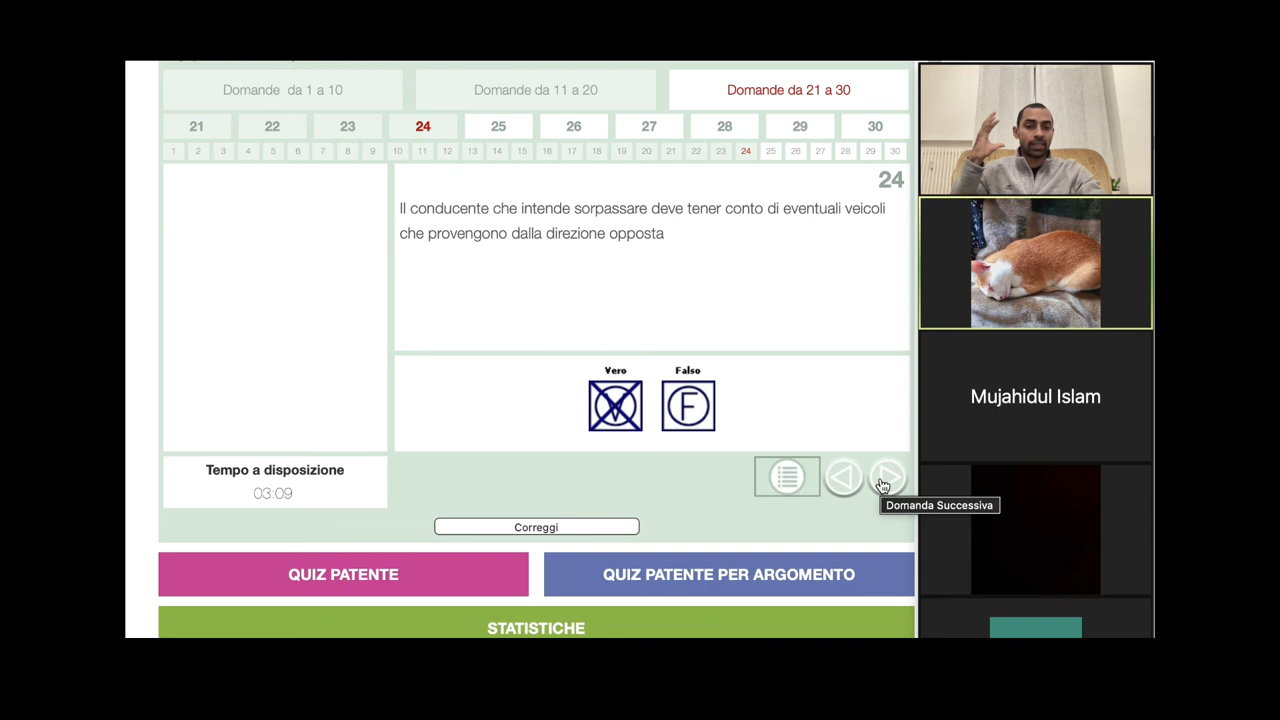 Domande da 1 a 10
Domande da 11 a 20
Domande da 21 a 30
21 22 23 24 25 26 27 28 29 30
1 2 3 4 5 6 7 8 9 10 11 12 13 14 15 16 17 18 19 20 21 22 23 24 25 26 27 28 29 30
24
Il conducente che intende sorpassare deve tener conto di eventuali veicoli
che provengono dalla direzione opposta
Vero Falso
V F
Tempo a disposizione
03:09
Domanda Successiva
Correggi
QUIZ PATENTE
QUIZ PATENTE PER ARGOMENTO
STATISTICHE
Mujahidul Islam